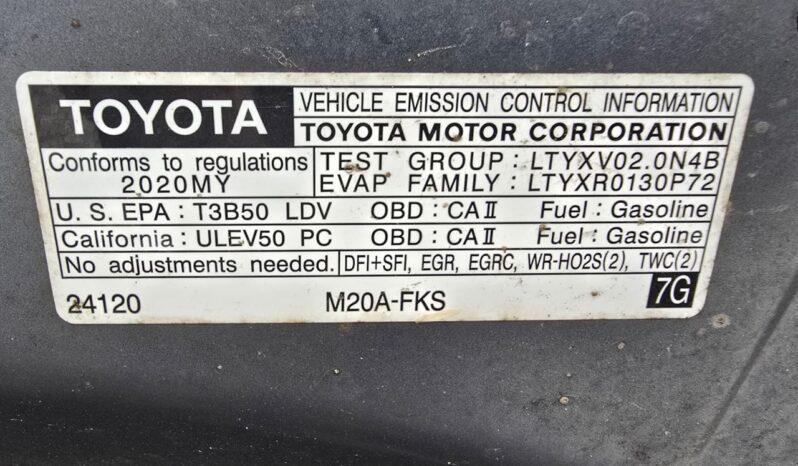 TOYOTA
VEHICLE EMISSION CONTROL INFORMATION
TOYOTA MOTOR CORPORATION
Conforms to regulations
2020MY
TEST GROUP : LTYXV02.0N4B
EVAP FAMILY : LTYXR0130P72
U. S. EPA : T3B50 LDV OBD : CAⅡ Fuel : Gasoline
California : ULEV50 PC OBD : CAⅡ Fuel : Gasoline
No adjustments needed. DFI+SFI, EGR, EGRC, WR-HO2S(2), TWC(2)
24120 M20A-FKS 7G